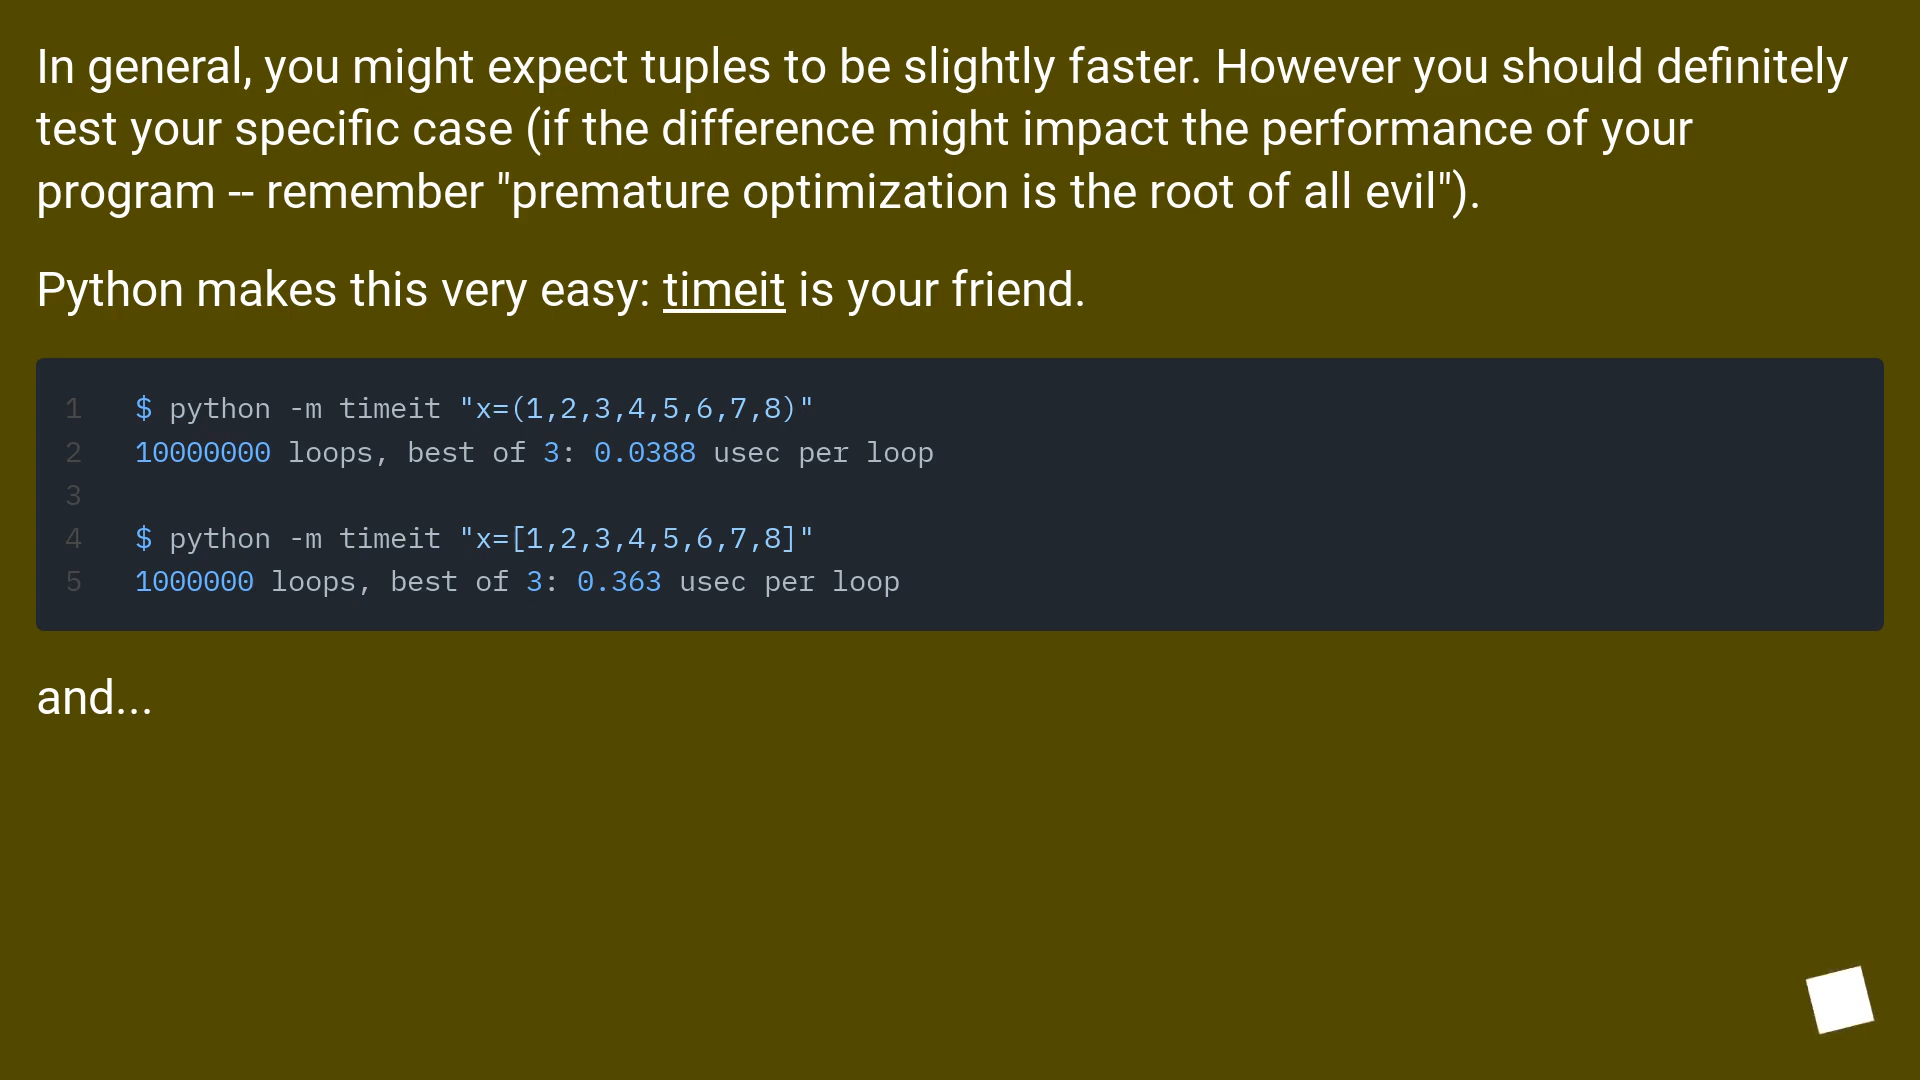 In general, you might expect tuples to be slightly faster. However you should definitely
test your specific case (if the difference might impact the performance of your
program -- remember "premature optimization is the root of all evil").
Python makes this very easy: timeit is your friend.
1 $ python -m timeit "x=(1,2,3,4,5,6,7,8)"
2 10000000 loops, best of 3: 0.0388 usec per loop
3
4 $ python -m timeit "x=[1,2,3,4,5,6,7,8]"
5 1000000 loops, best of 3: 0.363 usec per loop
and...